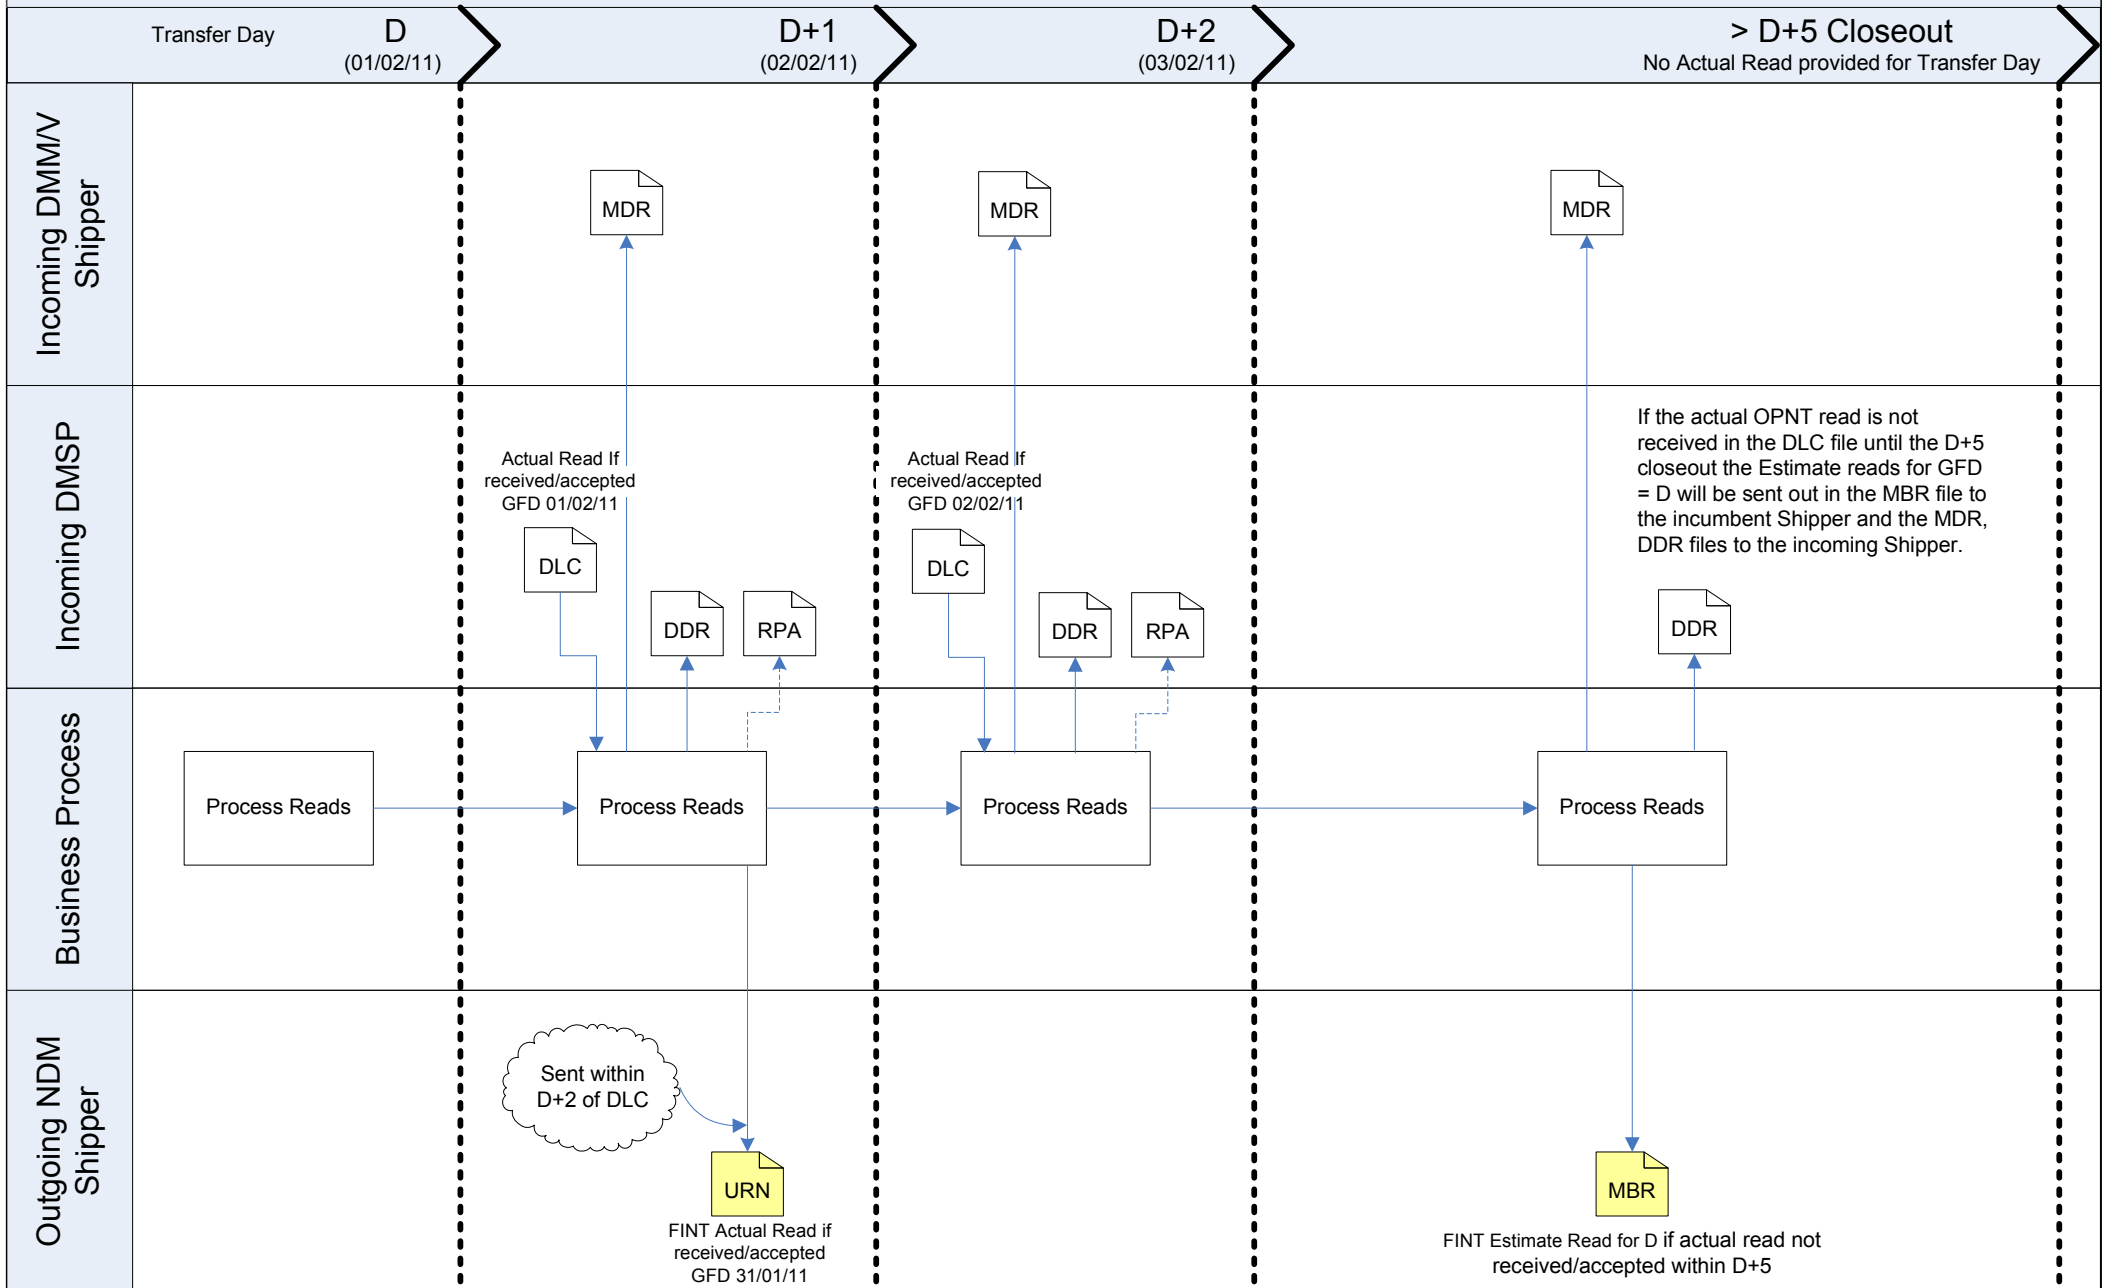 Transfer Day
D
(01/02/11)
D+1
(02/02/11)
D+2
(03/02/11)
> D+5 Closeout
No Actual Read provided for Transfer Day
Incoming DMM/V
Shipper
MDR
MDR
MDR
Incoming DMSP
Actual Read If
received/accepted
GFD 01/02/11
DLC
DDR
RPA
Actual Read If
received/accepted
GFD 02/02/11
DLC
DDR
RPA
If the actual OPNT read is not
received in the DLC file until the D+5
closeout the Estimate reads for GFD
= D will be sent out in the MBR file to
the incumbent Shipper and the MDR,
DDR files to the incoming Shipper.
DDR
Business Process
Process Reads
Process Reads
Process Reads
Process Reads
Outgoing NDM
Shipper
Sent within
D+2 of DLC
URN
FINT Actual Read if
received/accepted
GFD 31/01/11
MBR
FINT Estimate Read for D if actual read not
received/accepted within D+5